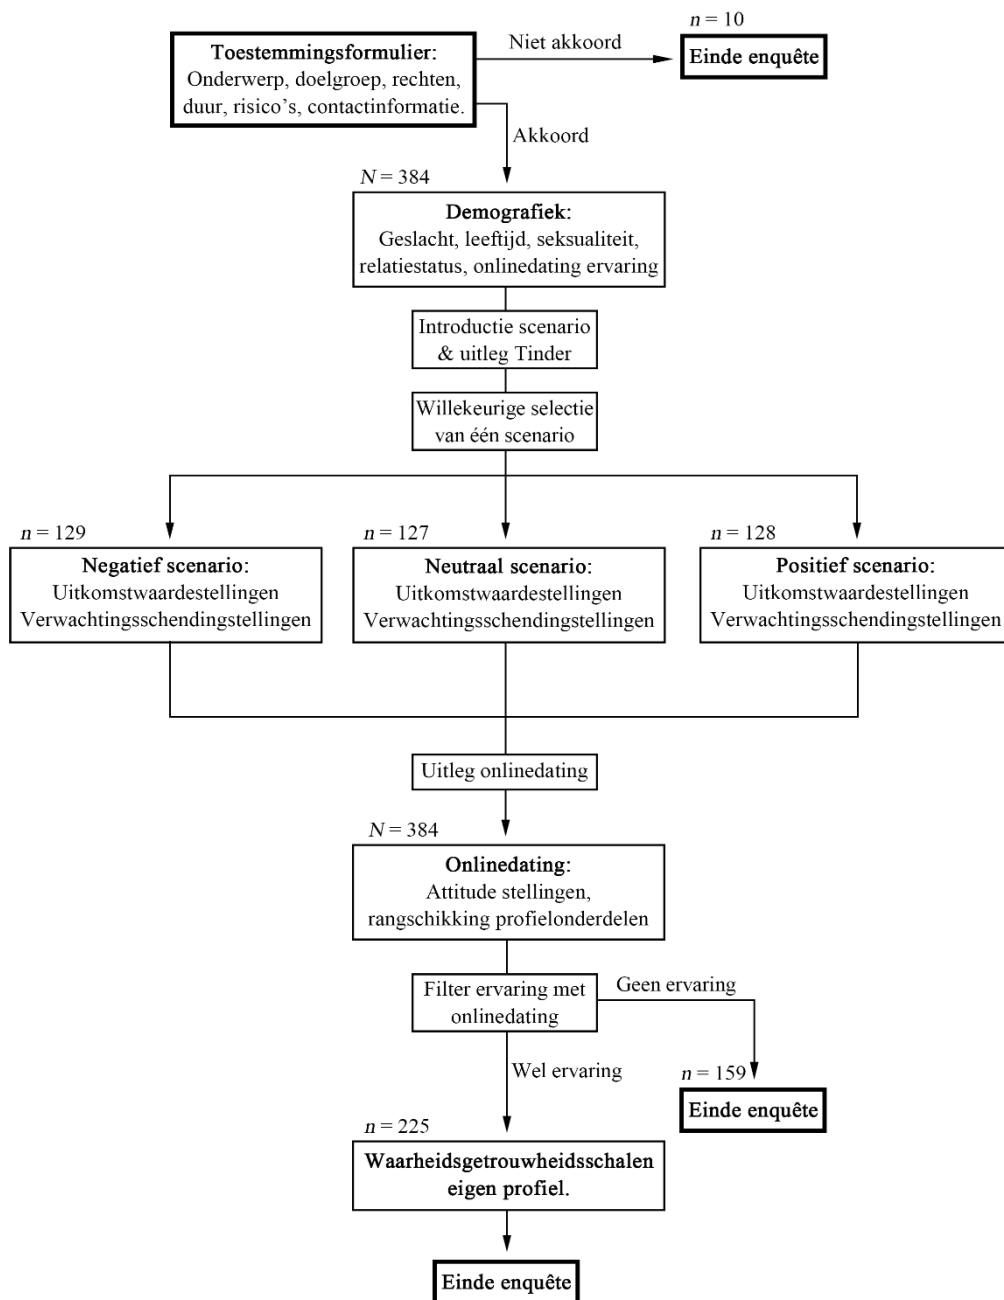 n = 10
Toestemmingsformulier:
Onderwerp, doelgroep, rechten,
duur, risico's, contactinformatie.
Niet akkoord
Einde enquête
Akkoord
N = 384
Demografiek:
Geslacht, leeftijd, seksualiteit,
relatiestatus, onlinedating ervaring
Introductie scenario
& uitleg Tinder
Willekeurige selectie
van één scenario
n = 129
Negatief scenario:
Uitkomstwaardestellingen
Verwachtingsschendingstellingen
n = 127
Neutraal scenario:
Uitkomstwaardestellingen
Verwachtingsschendingstellingen
n = 128
Positief scenario:
Uitkomstwaardestellingen
Verwachtingsschendingstellingen
Uitleg onlinedating
N = 384
Onlinedating:
Attitude stellingen,
rangschikking profielonderdelen
Filter ervaring met
onlinedating
Geen ervaring
n = 159
Einde enquête
Wel ervaring
n = 225
Waarheidsgetrouwheidsschalen
eigen profiel.
Einde enquête